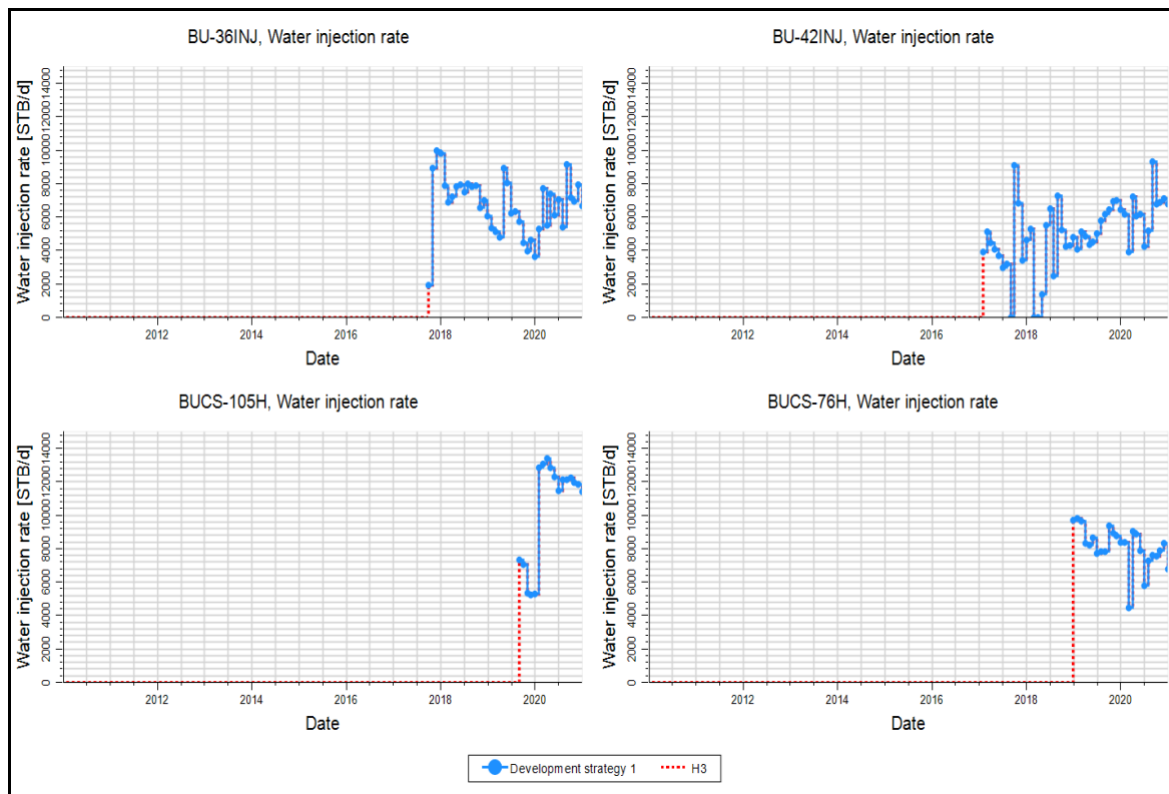 BU-36INJ, Water injection rate
Water injection rate [STB/d]
14000
12000
10000
8000
6000
4000
2000
0
2012 2014 2016 2018 2020
Date
BU-42INJ, Water injection rate
Water injection rate [STB/d]
14000
12000
10000
8000
6000
4000
2000
0
2012 2014 2016 2018 2020
Date
BUCS-105H, Water injection rate
Water injection rate [STB/d]
14000
12000
10000
8000
6000
4000
2000
0
2012 2014 2016 2018 2020
Date
BUCS-76H, Water injection rate
Water injection rate [STB/d]
14000
12000
10000
8000
6000
4000
2000
0
2012 2014 2016 2018 2020
Date
Development strategy 1 H3